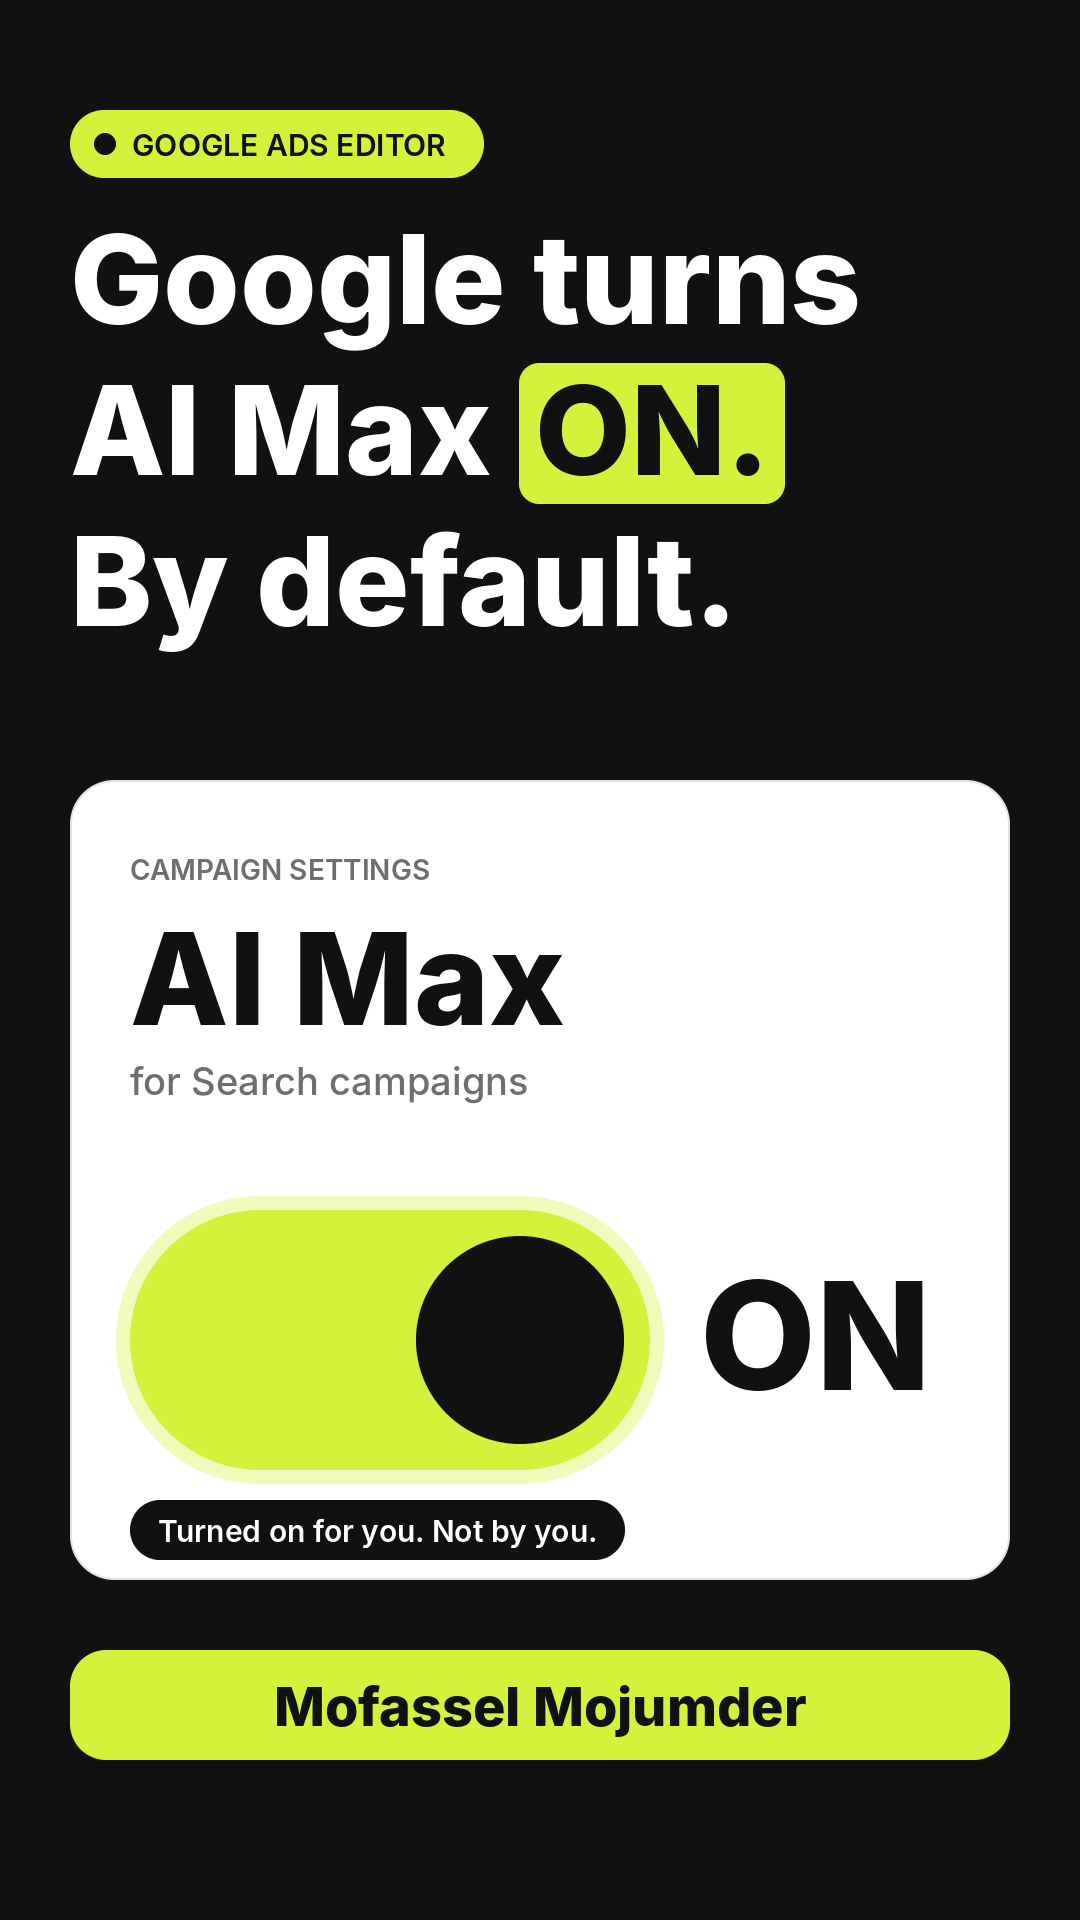 GOOGLE ADS EDITOR
Google turns
AI Max ON.
By default.
CAMPAIGN SETTINGS
AI Max
for Search campaigns
ON
Turned on for you. Not by you.
Mofassel Mojumder